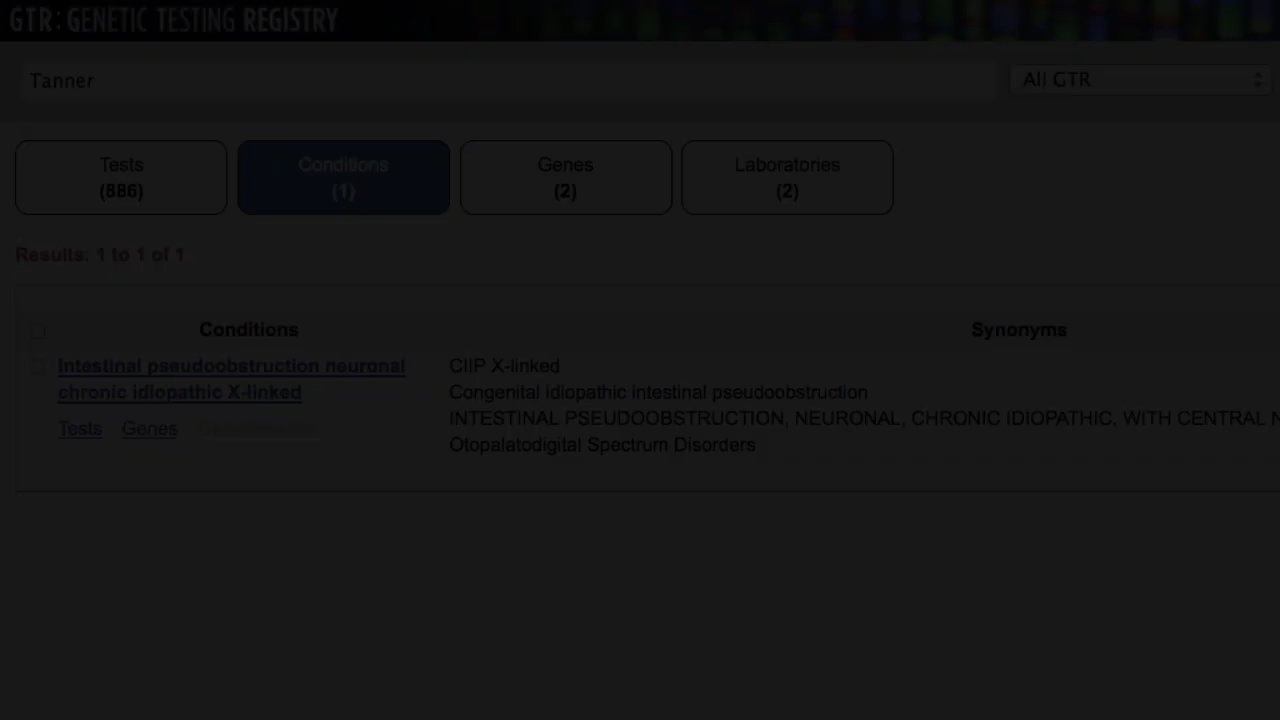 GTR: GENETIC TESTING REGISTRY
Tanner
All GTR
Tests
(886)
Conditions
(1)
Genes
(2)
Laboratories
(2)
Results: 1 to 1 of 1
Conditions
Synonyms
Intestinal pseudoobstruction neuronal
chronic idiopathic X-linked
CIIP X-linked
Congenital idiopathic intestinal pseudoobstruction
INTESTINAL PSEUDOOBSTRUCTION, NEURONAL, CHRONIC IDIOPATHIC, WITH CENTRAL N
Otopalatodigital Spectrum Disorders
Tests Genes